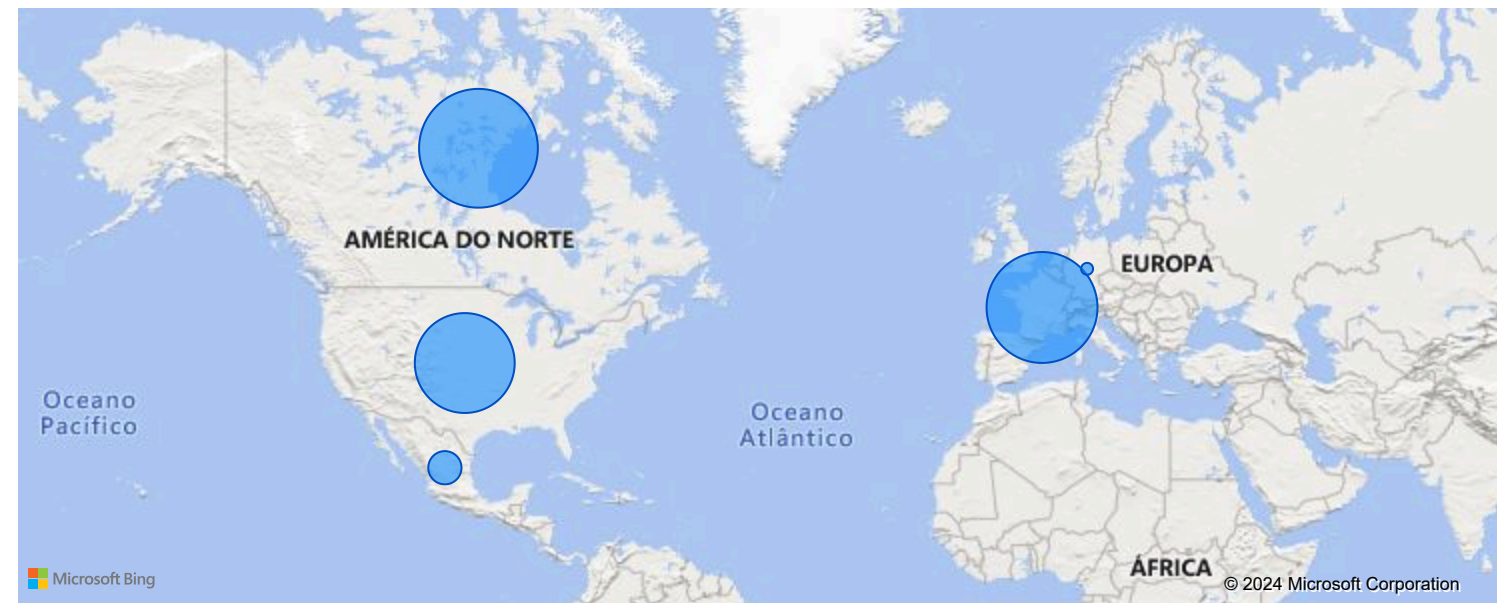 AMÉRICA DO NORTE
EUROPA
Oceano
Pacífico
Oceano
Atlântico
ÁFRICA
Microsoft Bing
© 2024 Microsoft Corporation